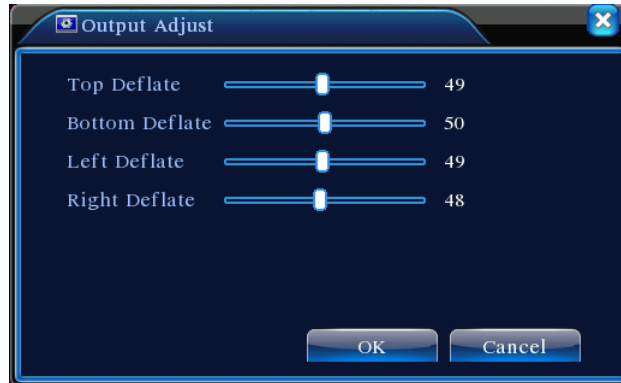 Output Adjust
Top Deflate 49
Bottom Deflate 50
Left Deflate 49
Right Deflate 48
OK Cancel